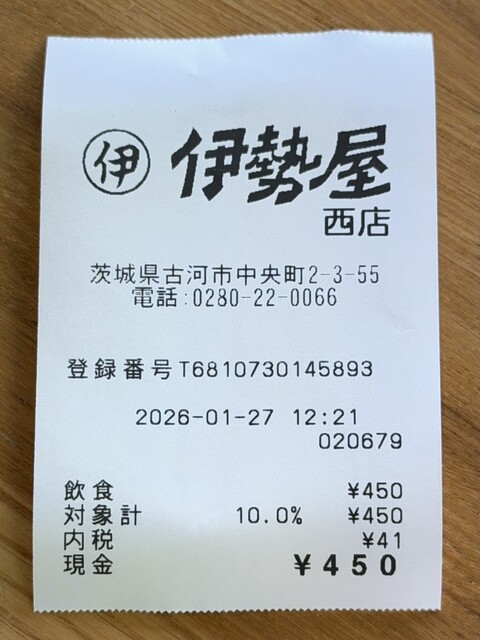 伊 伊勢屋
西店
茨城県古河市中央町2-3-55
電話:0280-22-0066
登録番号T6810730145893
2026-01-27 12:21
020679
飲食 ¥450
対象計 10.0% ¥450
内税 ¥41
現金 ¥450